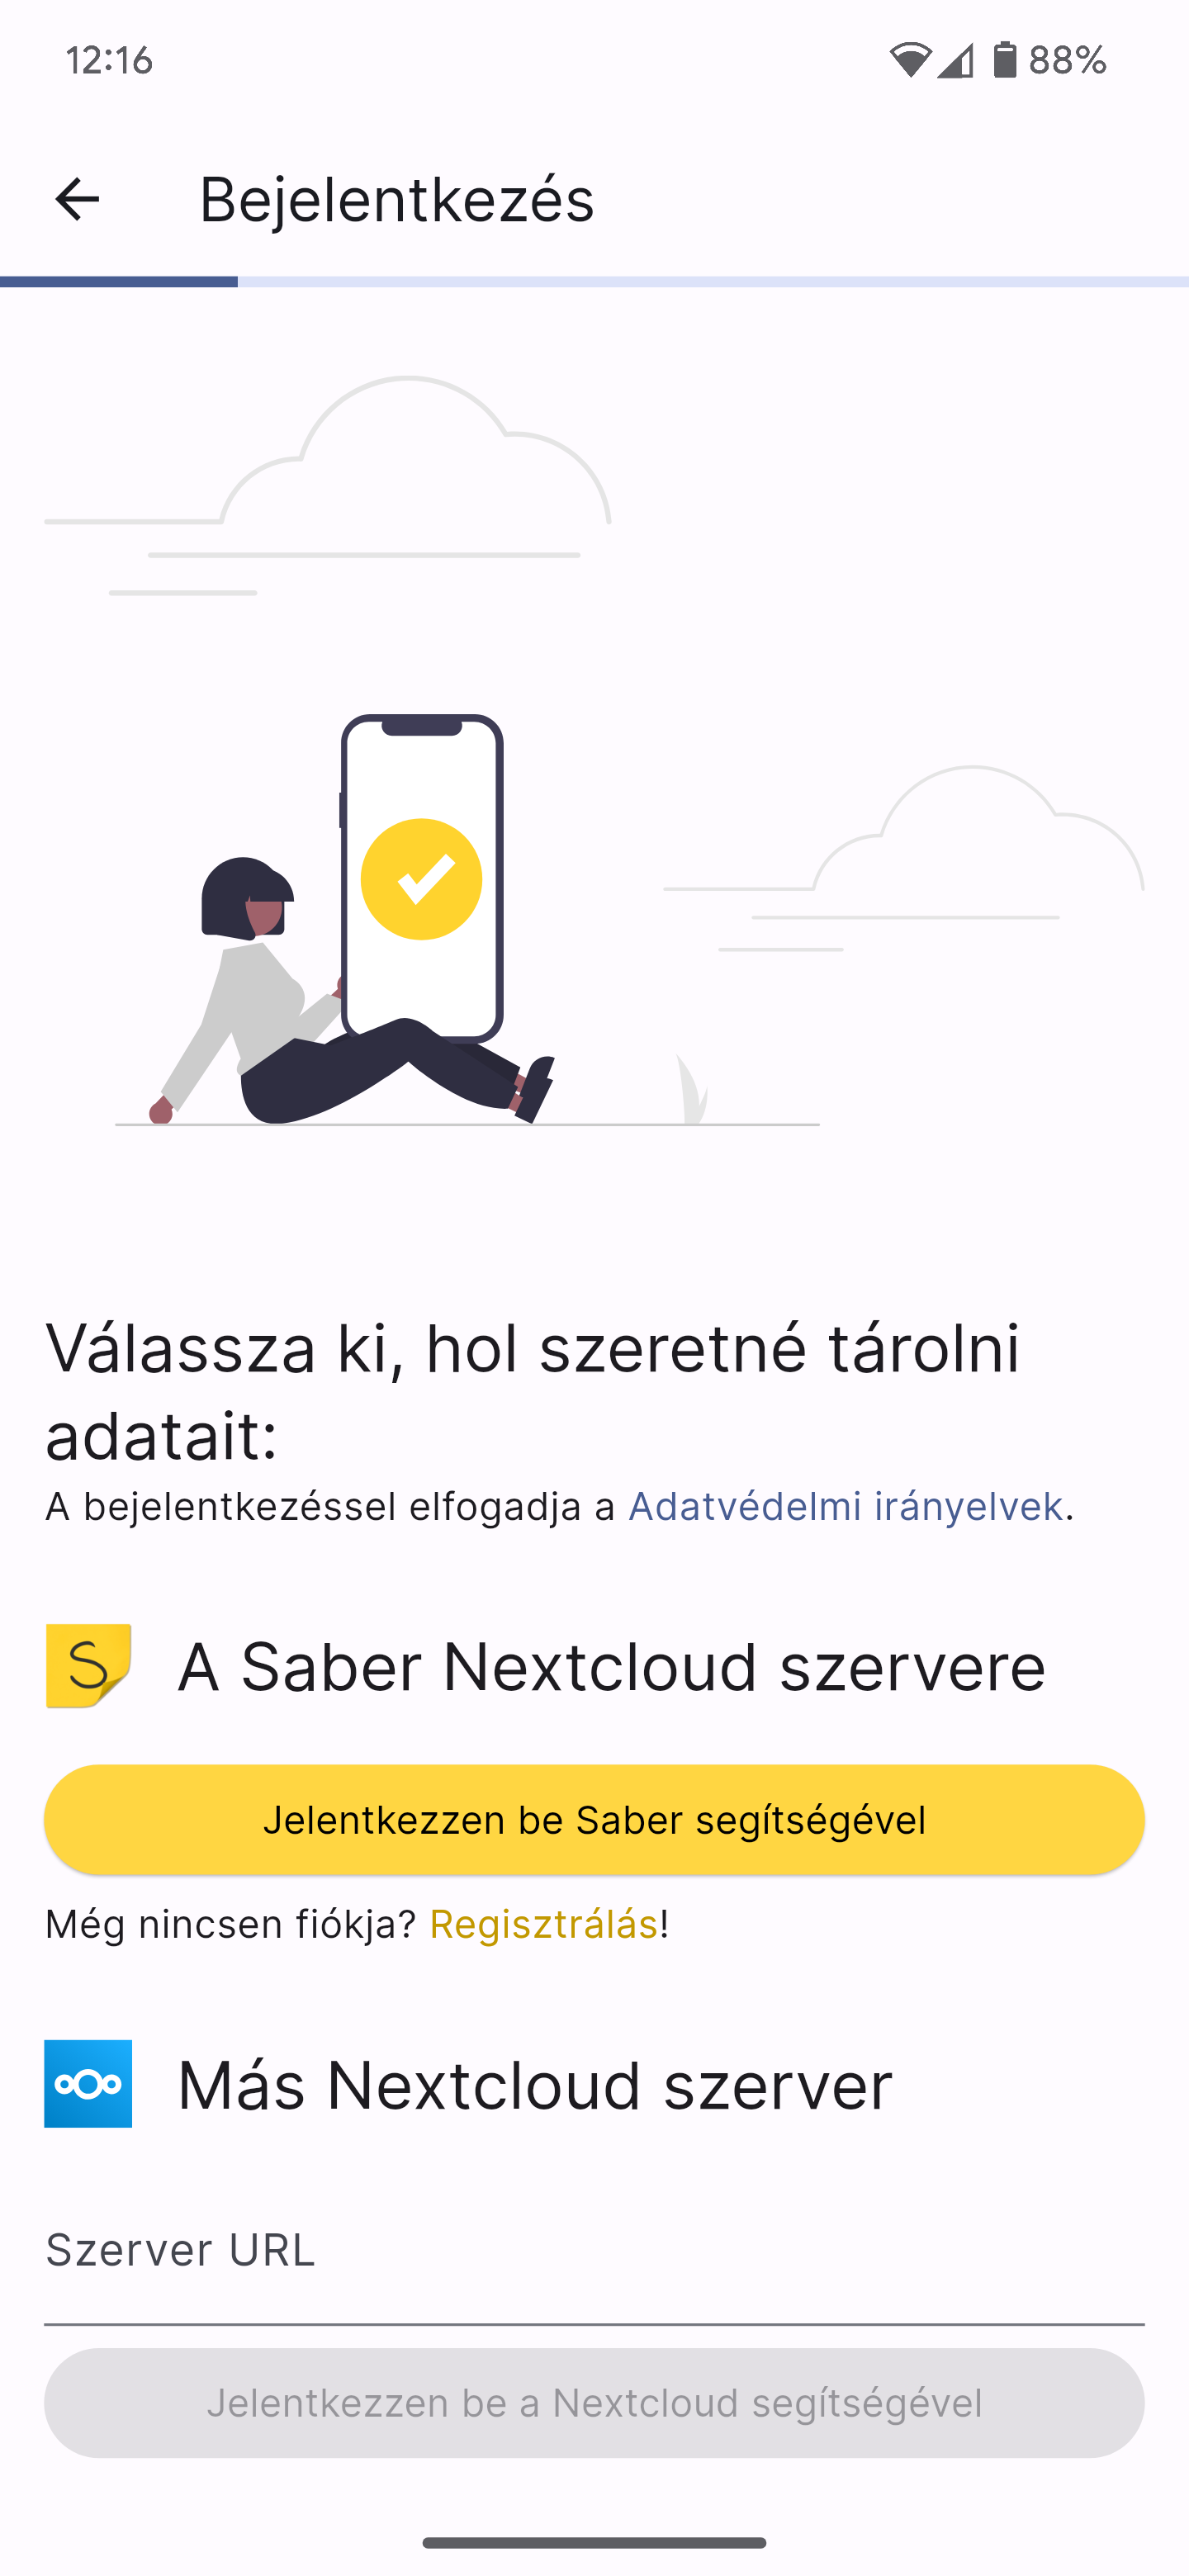 12:16
88%
Bejelentkezés
Válassza ki, hol szeretné tárolni
adatait:
A bejelentkezéssel elfogadja a Adatvédelmi irányelvek.
S
A Saber Nextcloud szervere
Jelentkezzen be Saber segítségével
Még nincsen fiókja? Regisztrálás!
Más Nextcloud szerver
Szerver URL
Jelentkezzen be a Nextcloud segítségével